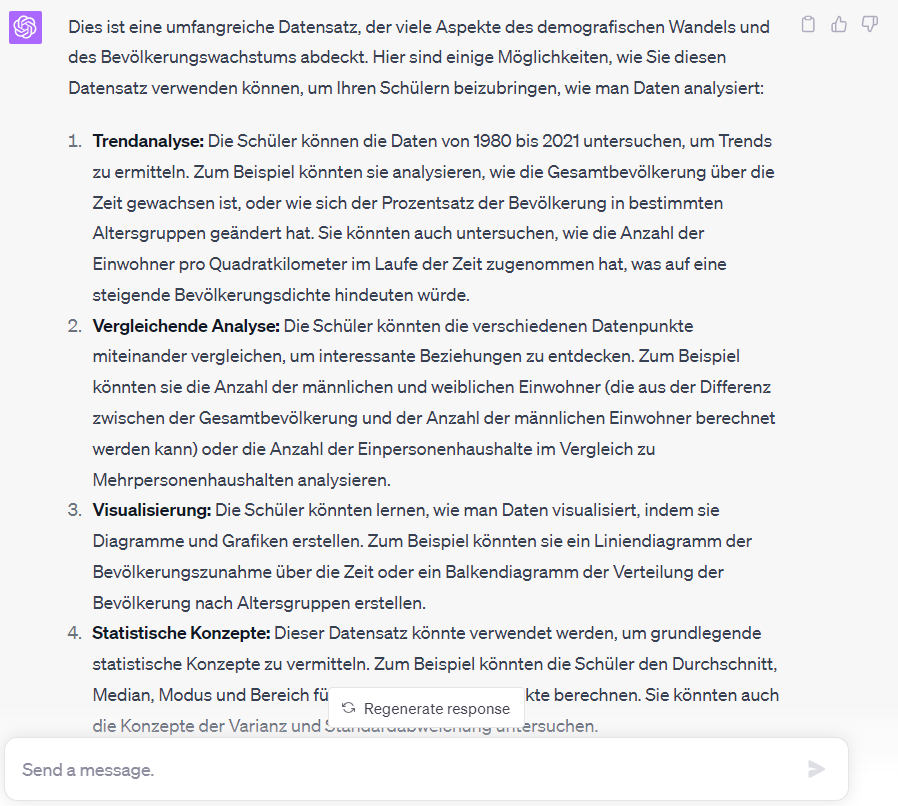 Dies ist eine umfangreiche Datensatz, der viele Aspekte des demografischen Wandels und
des Bevölkerungswachstums abdeckt. Hier sind einige Möglichkeiten, wie Sie diesen
Datensatz verwenden können, um Ihren Schülern beizubringen, wie man Daten analysiert:
1. Trendanalyse: Die Schüler können die Daten von 1980 bis 2021 untersuchen, um Trends
zu ermitteln. Zum Beispiel könnten sie analysieren, wie die Gesamtbevölkerung über die
Zeit gewachsen ist, oder wie sich der Prozentsatz der Bevölkerung in bestimmten
Altersgruppen geändert hat. Sie könnten auch untersuchen, wie die Anzahl der
Einwohner pro Quadratkilometer im Laufe der Zeit zugenommen hat, was auf eine
steigende Bevölkerungsdichte hindeuten würde.
2. Vergleichende Analyse: Die Schüler könnten die verschiedenen Datenpunkte
miteinander vergleichen, um interessante Beziehungen zu entdecken. Zum Beispiel
könnten sie die Anzahl der männlichen und weiblichen Einwohner (die aus der Differenz
zwischen der Gesamtbevölkerung und der Anzahl der männlichen Einwohner berechnet
werden kann) oder die Anzahl der Einpersonenhaushalte im Vergleich zu
Mehrpersonenhaushalten analysieren.
3. Visualisierung: Die Schüler könnten lernen, wie man Daten visualisiert, indem sie
Diagramme und Grafiken erstellen. Zum Beispiel könnten sie ein Liniendiagramm der
Bevölkerungszunahme über die Zeit oder ein Balkendiagramm der Verteilung der
Bevölkerung nach Altersgruppen erstellen.
4. Statistische Konzepte: Dieser Datensatz könnte verwendet werden, um grundlegende
statistische Konzepte zu vermitteln. Zum Beispiel könnten die Schüler den Durchschnitt,
Median, Modus und Bereich fü kte berechnen. Sie könnten auch
Regenerate response
die Konzepte der Varianz und Standardabweichung untersuchen.
Send a message.